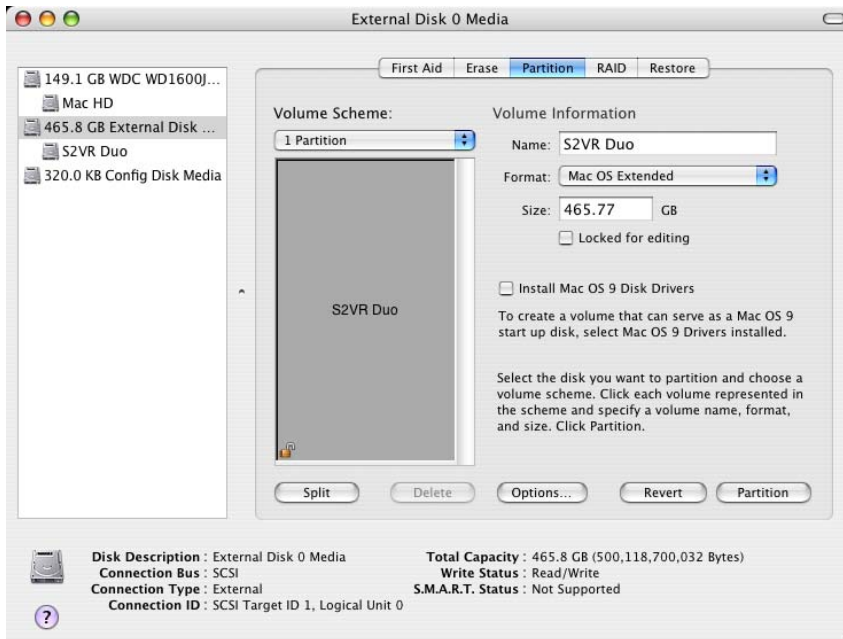 External Disk 0 Media
149.1 GB WDC WD1600J...
Mac HD
465.8 GB External Disk ...
S2VR Duo
320.0 KB Config Disk Media
First Aid Erase Partition RAID Restore
Volume Scheme:
1 Partition
S2VR Duo
Volume Information
Name: S2VR Duo
Format: Mac OS Extended
Size: 465.77 GB
Locked for editing
Install Mac OS 9 Disk Drivers
To create a volume that can serve as a Mac OS 9
start up disk, select Mac OS 9 Drivers installed.
Select the disk you want to partition and choose a
volume scheme. Click each volume represented in
the scheme and specify a volume name, format,
and size. Click Partition.
Split Delete Options... Revert Partition
Disk Description : External Disk 0 Media
Connection Bus : SCSI
Connection Type : External
Connection ID : SCSI Target ID 1, Logical Unit 0
Total Capacity : 465.8 GB (500,118,700,032 Bytes)
Write Status : Read/Write
S.M.A.R.T. Status : Not Supported
?